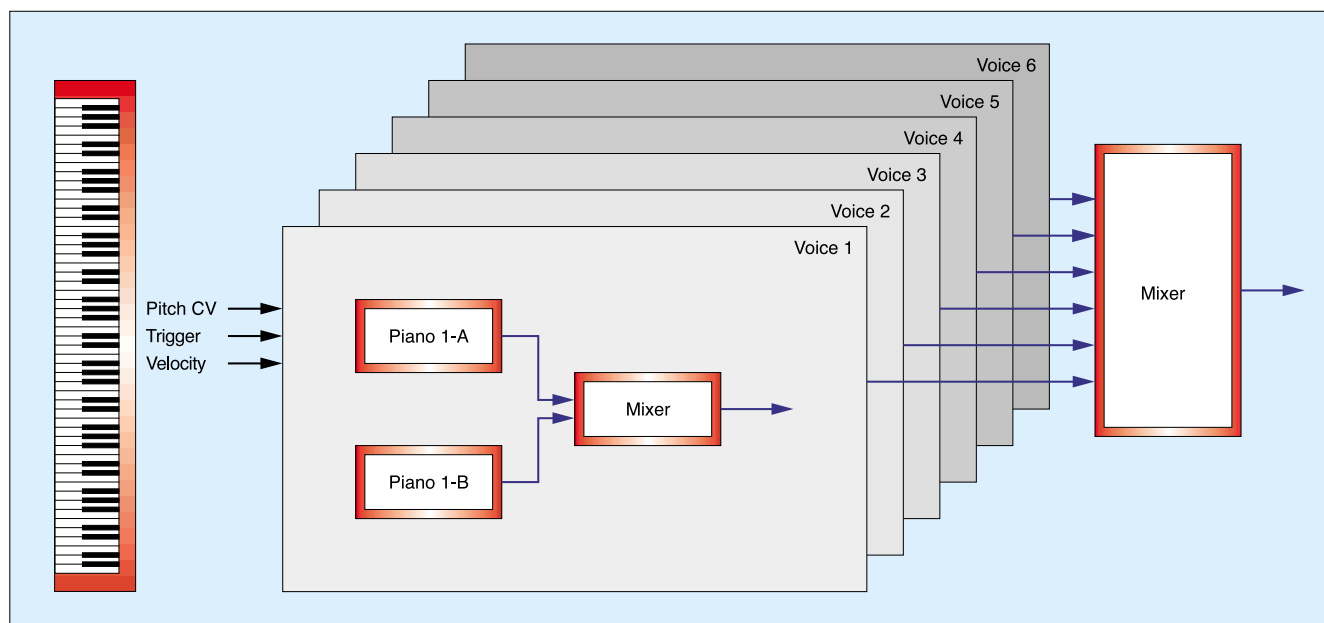 Voice 6
Voice 5
Voice 4
Voice 3
Voice 2
Voice 1
Pitch CV
Trigger
Velocity
Piano 1-A
Mixer
Piano 1-B
Mixer